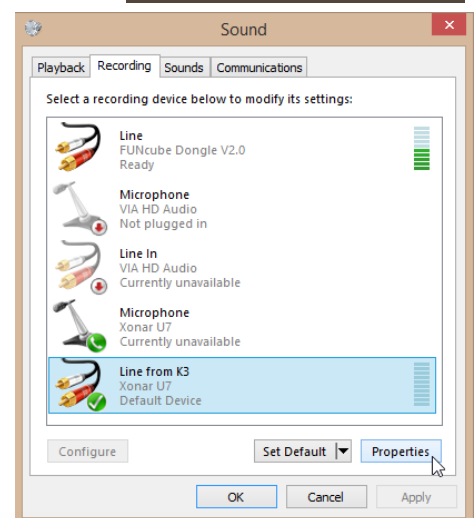 Sound
Playback Recording Sounds Communications
Select a recording device below to modify its settings:
Line
FUNcube Dongle V2.0
Ready
Microphone
VIA HD Audio
Not plugged in
Line In
VIA HD Audio
Currently unavailable
Microphone
Xonar U7
Currently unavailable
Line from K3
Xonar U7
Default Device
Configure Set Default Properties
OK Cancel Apply